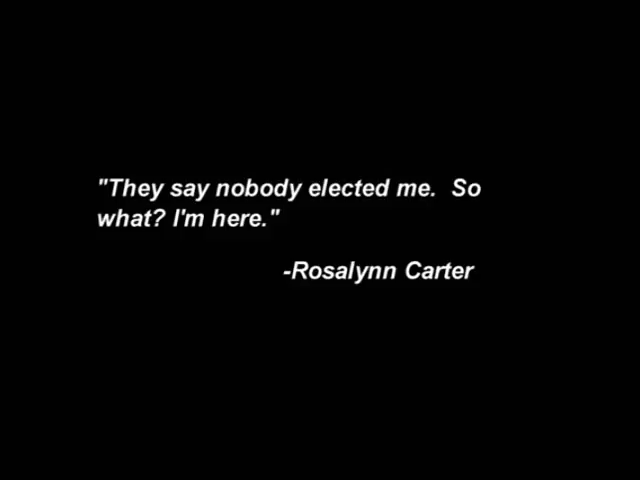 "They say nobody elected me.  So
what? I'm here."
-Rosalynn Carter